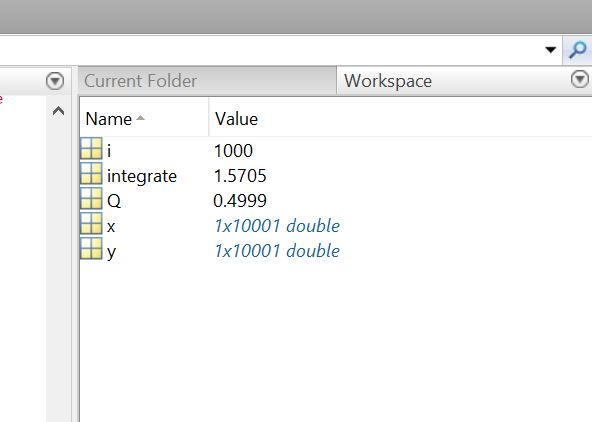 Current Folder
Workspace
Name
Value
i
1000
integrate
1.5705
Q
0.4999
x
1x10001 double
y
1x10001 double